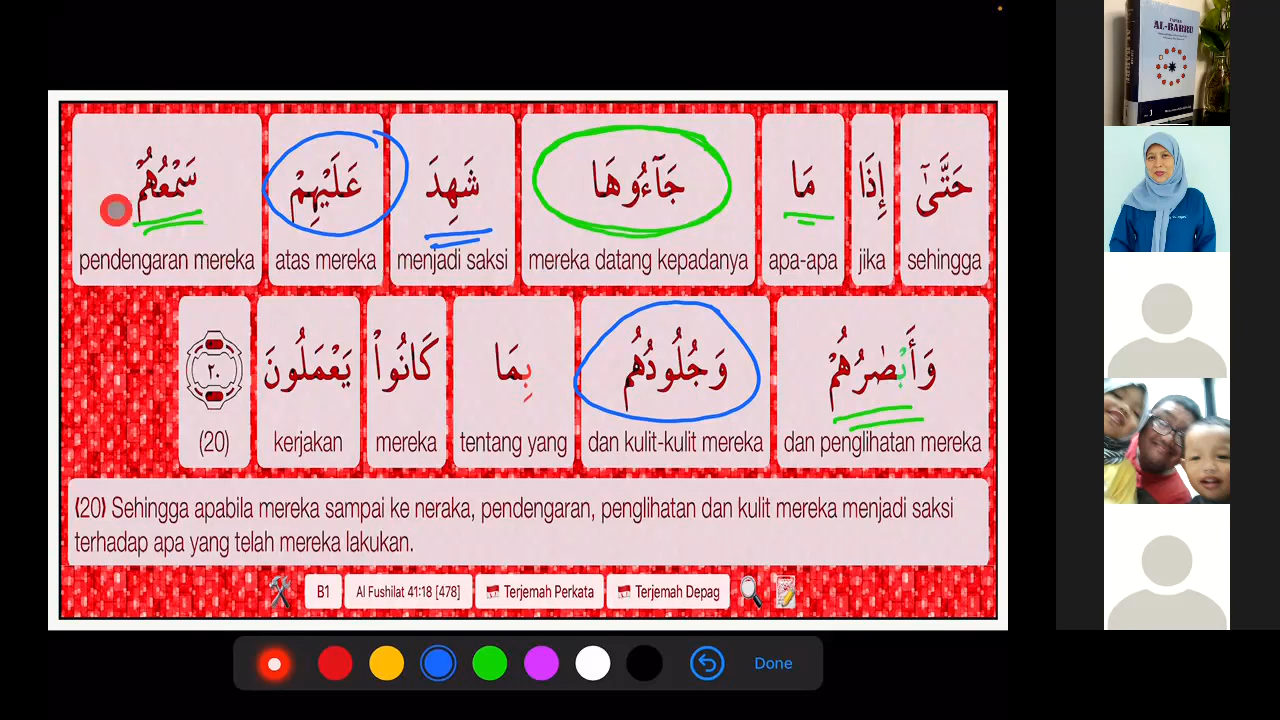 حَتَّىٰٓ إِذَا مَا جَآءُوهَا شَهِدَ عَلَيْهِمْ سَمْعُهُمْ
sehingga jika apa-apa mereka datang kepadanya menjadi saksi atas mereka pendengaran mereka
وَأَبْصَٰرُهُمْ وَجُلُودُهُم بِمَا كَانُوا۟ يَعْمَلُونَ ٢٠
dan penglihatan mereka dan kulit-kulit mereka tentang yang mereka kerjakan (20)
(20) Sehingga apabila mereka sampai ke neraka, pendengaran, penglihatan dan kulit mereka menjadi saksi
terhadap apa yang telah mereka lakukan.
B1 Al Fushilat 41:18 [478] Terjemah Perkata Terjemah Depag
Done
AL-BARRU